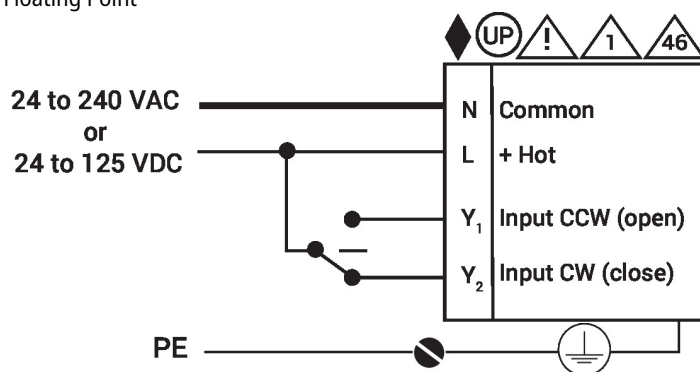 Floating Point
UP ! 1 46
24 to 240 VAC
or
24 to 125 VDC
N Common
L + Hot
Y1 Input CCW (open)
Y2 Input CW (close)
PE